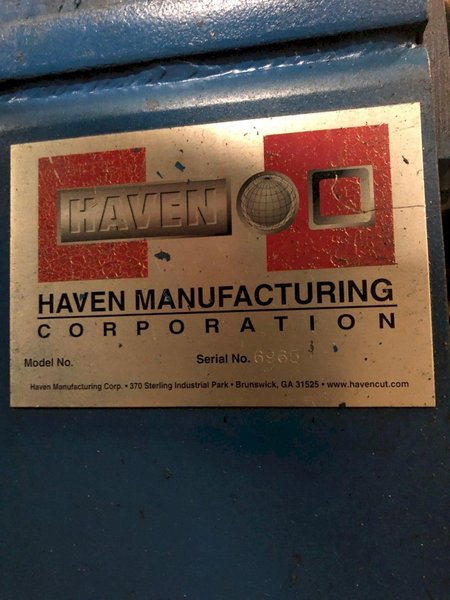 HAVEN
HAVEN MANUFACTURING
CORPORATION
Model No. Serial No. 6965
Haven Manufacturing Corp. • 370 Sterling Industrial Park • Brunswick, GA 31525 • www.havencut.com